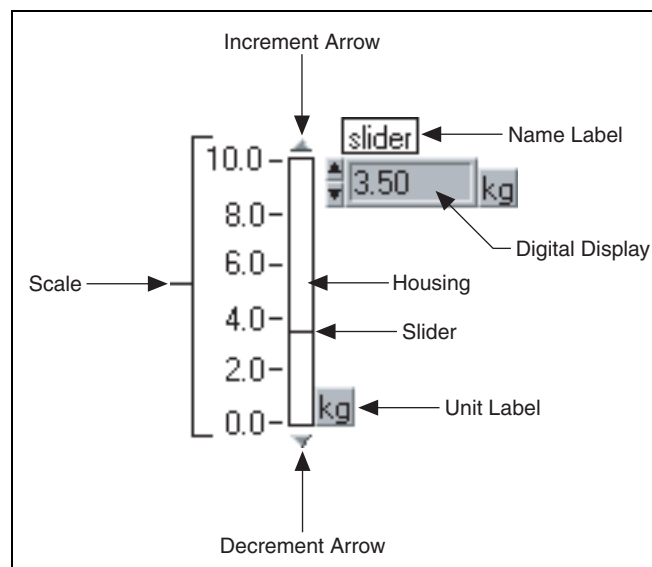 Increment Arrow
slider
Name Label
10.0
3.50
kg
8.0
Digital Display
6.0
Scale
Housing
4.0
Slider
2.0
kg
Unit Label
0.0
Decrement Arrow